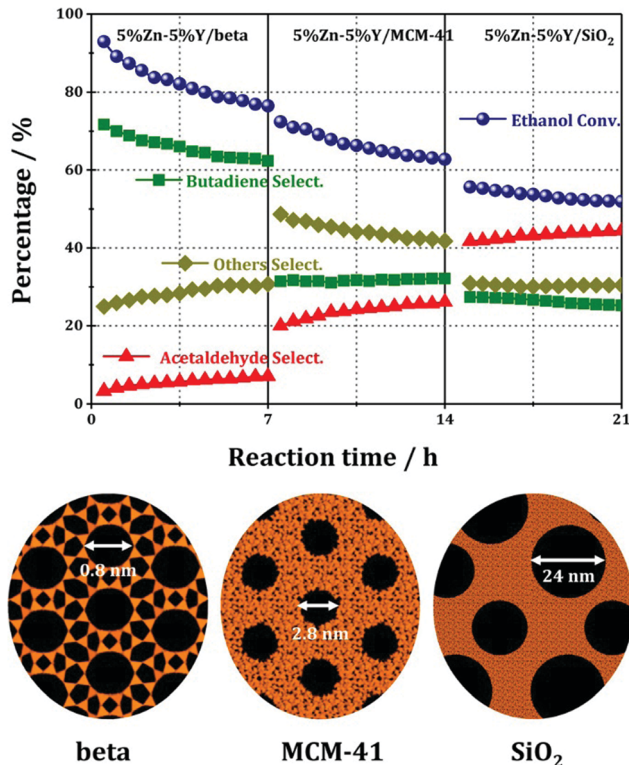 5%Zn-5%Y/beta
5%Zn-5%Y/MCM-41
5%Zn-5%Y/SiO₂
100
80
60
40
20
0
Percentage / %
Ethanol Conv.
Butadiene Select.
Others Select.
Acetaldehyde Select.
0
7
14
21
Reaction time / h
0.8 nm
2.8 nm
24 nm
beta
MCM-41
SiO₂